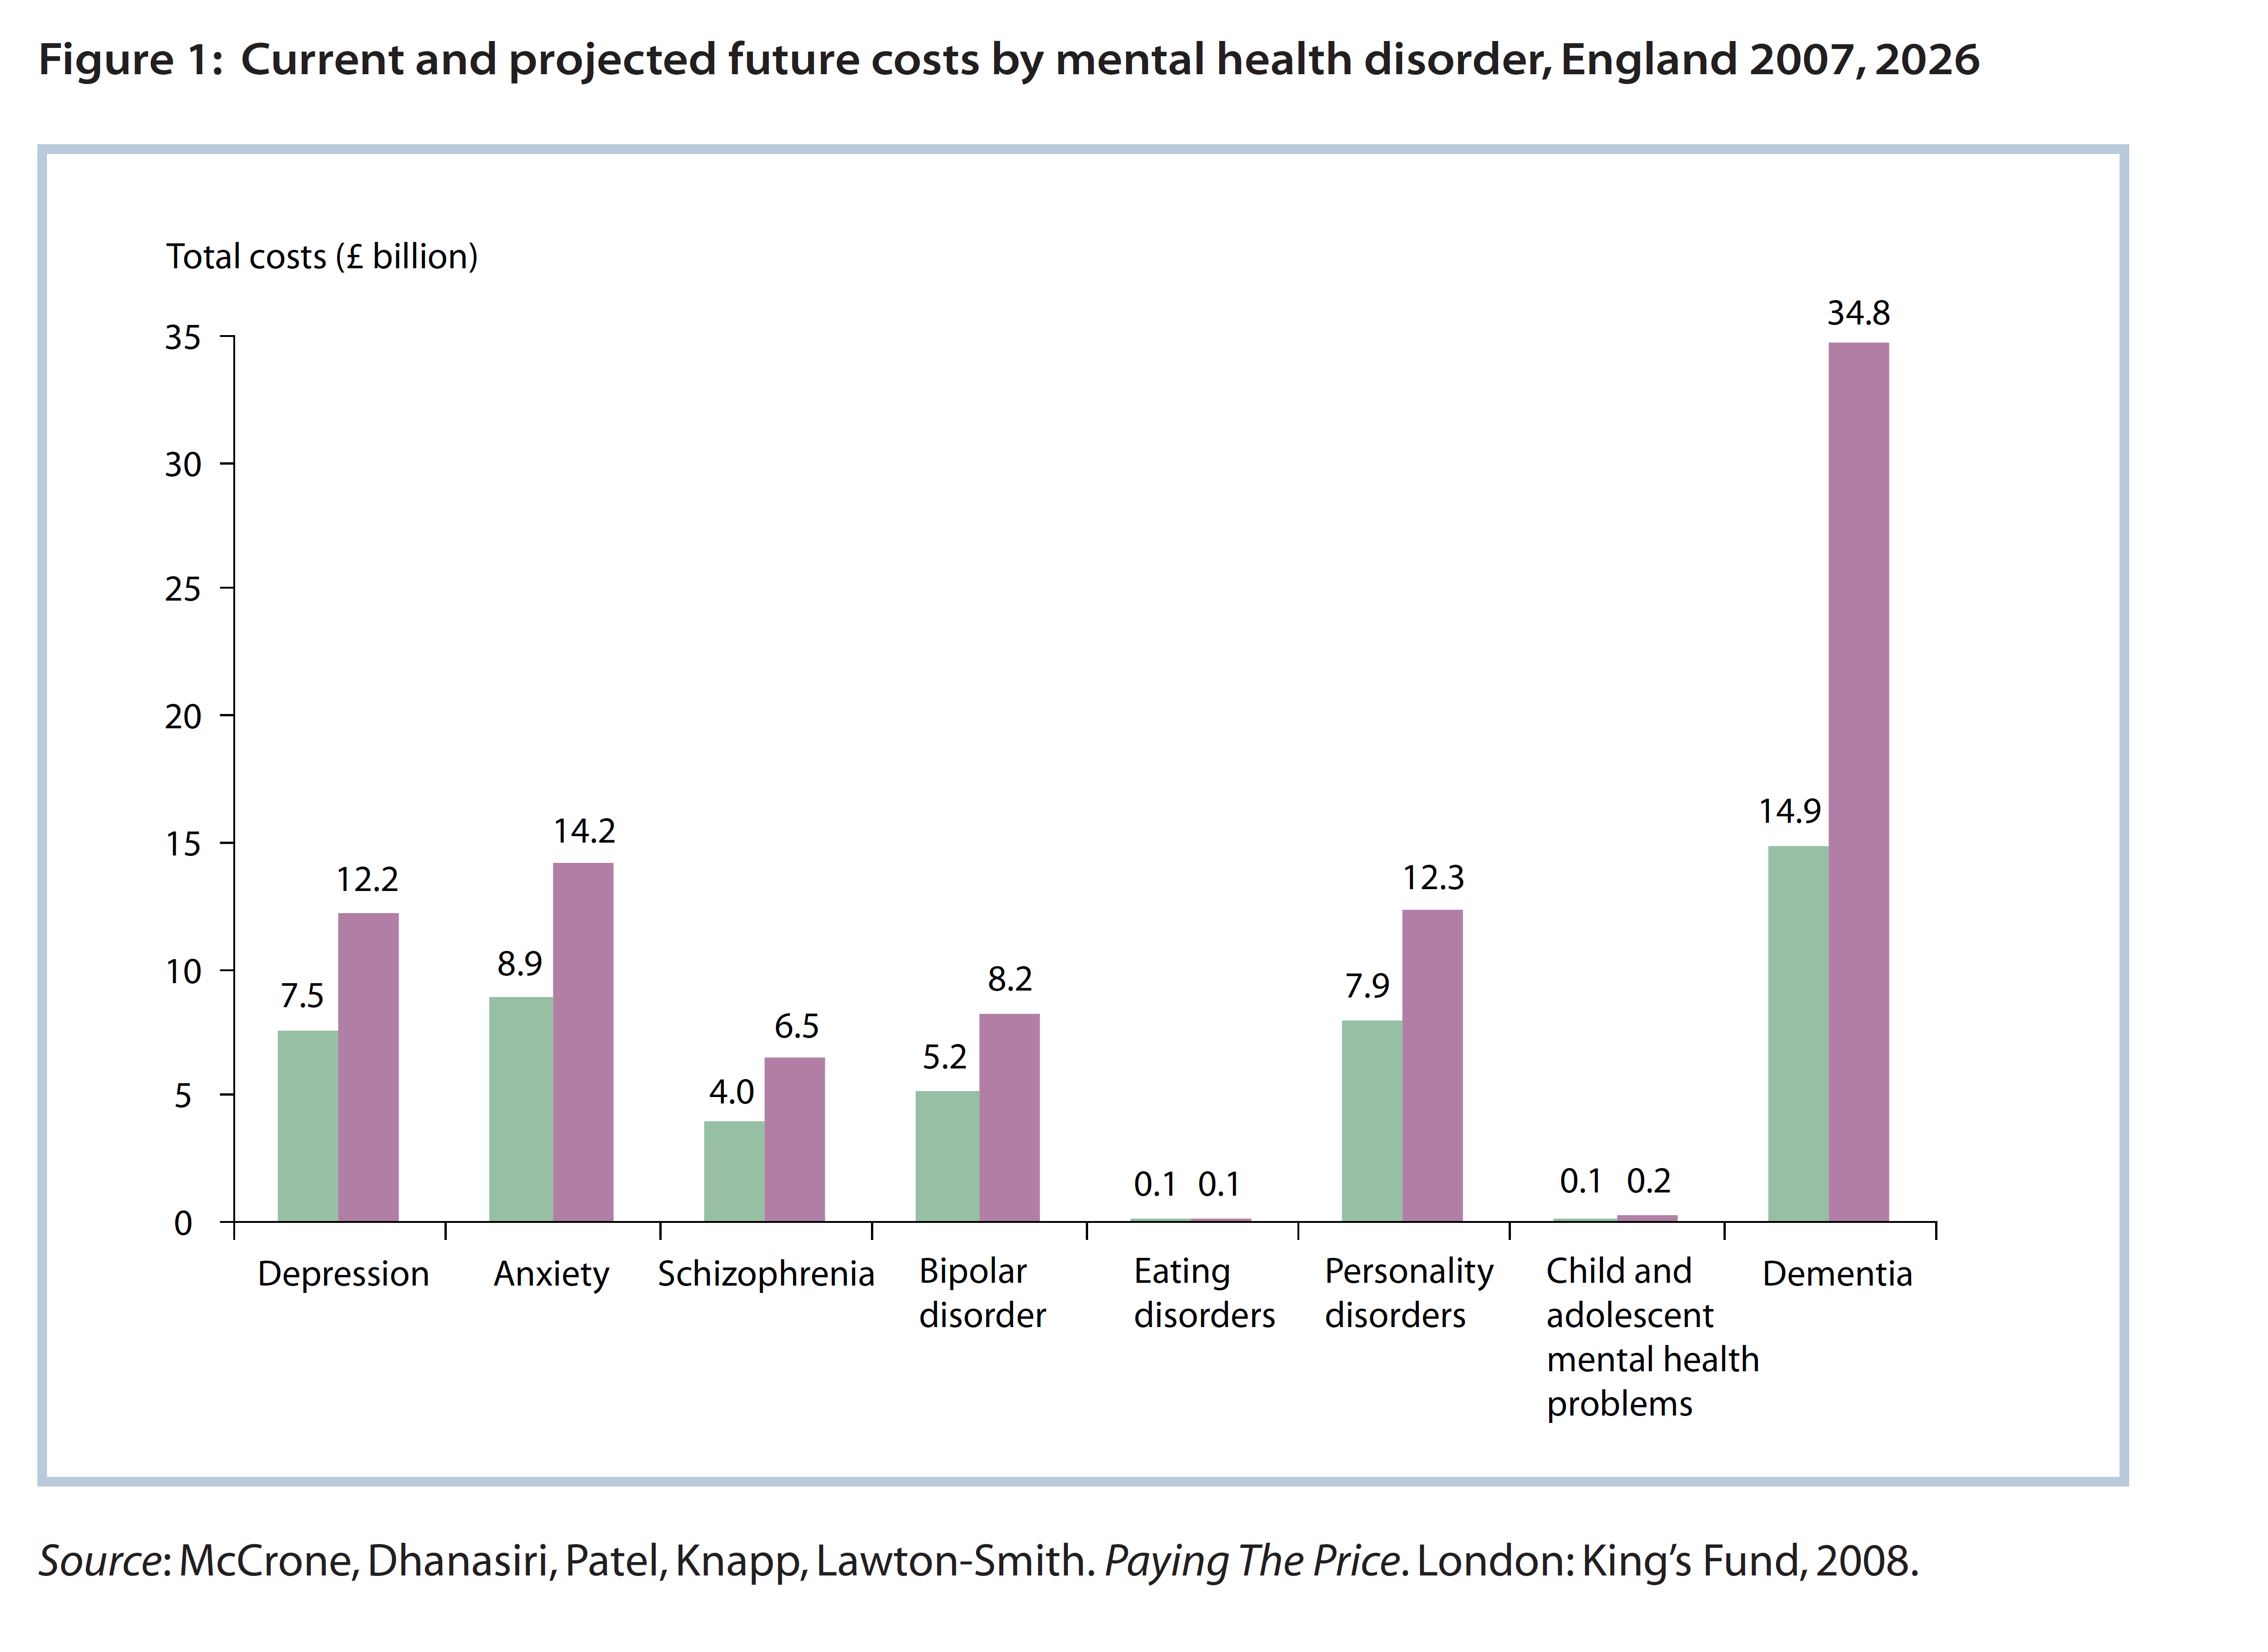 Figure 1: Current and projected future costs by mental health disorder, England 2007, 2026
Total costs (£ billion)
35
30
25
20
15
10
5
0
7.5
12.2
8.9
14.2
4.0
6.5
5.2
8.2
0.1
0.1
7.9
12.3
0.1
0.2
14.9
34.8
Depression
Anxiety
Schizophrenia
Bipolar
disorder
Eating
disorders
Personality
disorders
Child and
adolescent
mental health
problems
Dementia
Source: McCrone, Dhanasiri, Patel, Knapp, Lawton-Smith. Paying The Price. London: King’s Fund, 2008.